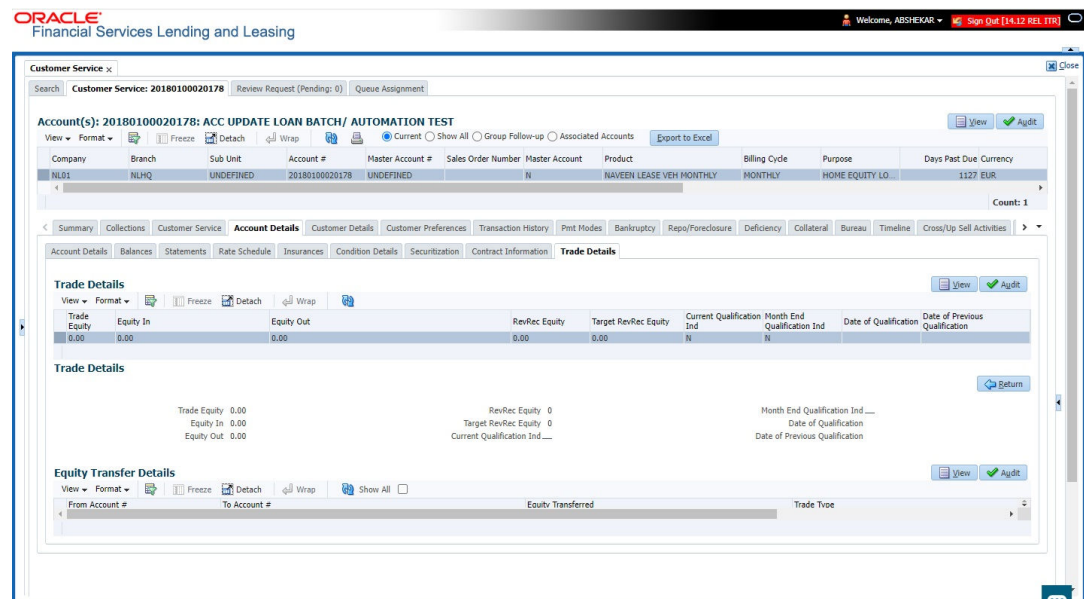 ORACLE®
Financial Services Lending and Leasing
Welcome, ABSHEKAR
Sign Out [14.12 REL ITR]
Customer Service x
Close
Search Customer Service: 20180100020178 Review Request (Pending: 0) Queue Assignment
Account(s): 20180100020178: ACC UPDATE LOAN BATCH/ AUTOMATION TEST
View Audit
View Format Freeze Detach Wrap Current Show All Group Follow-up Associated Accounts Export to Excel
Company Branch Sub Unit Account # Master Account # Sales Order Number Master Account Product Billing Cycle Purpose Days Past Due Currency
NL01 NLHQ UNDEFINED 20180100020178 UNDEFINED N NAVEEN LEASE VEH MONTHLY MONTHLY HOME EQUITY LO... 1127 EUR
Count: 1
Summary Collections Customer Service Account Details Customer Details Customer Preferences Transaction History Pmt Modes Bankruptcy Repo/Foreclosure Deficiency Collateral Bureau Timeline Cross/Up Sell Activities
Account Details Balances Statements Rate Schedule Insurances Condition Details Securitization Contract Information Trade Details
Trade Details
View Audit
View Format Freeze Detach Wrap
Trade Equity Equity In Equity Out RevRec Equity Target RevRec Equity Current Qualification Ind Month End Qualification Ind Date of Qualification Date of Previous Qualification
0.00 0.00 0.00 0.00 0.00 N N
Trade Details
Return
Trade Equity 0.00 RevRec Equity 0 Month End Qualification Ind
Equity In 0.00 Target RevRec Equity 0 Date of Qualification
Equity Out 0.00 Current Qualification Ind Date of Previous Qualification
Equity Transfer Details
View Audit
View Format Freeze Detach Wrap Show All
From Account # To Account # Equity Transferred Trade Type